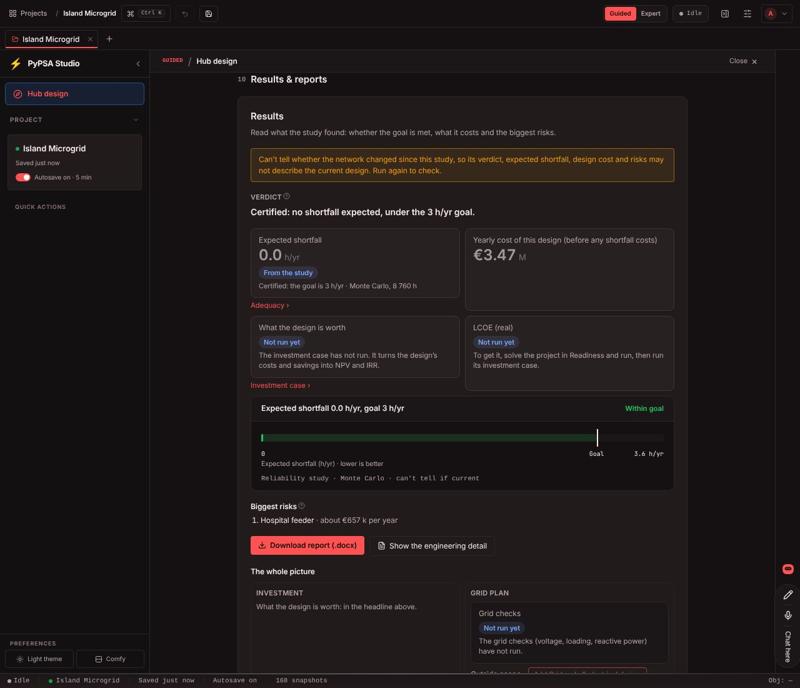 Projects / Island Microgrid ⌘ Ctrl K
Guided Expert Idle A
Island Microgrid
PyPSA Studio
GUIDED / Hub design
Close
Hub design
PROJECT
Island Microgrid
Saved just now
Autosave on · 5 min
QUICK ACTIONS
10 Results & reports
Results
Read what the study found: whether the goal is met, what it costs and the biggest risks.
Can't tell whether the network changed since this study, so its verdict, expected shortfall, design cost and risks may
not describe the current design. Run again to check.
VERDICT
Certified: no shortfall expected, under the 3 h/yr goal.
Expected shortfall
0.0 h/yr
From the study
Certified: the goal is 3 h/yr · Monte Carlo, 8 760 h
Adequacy ›
Yearly cost of this design (before any shortfall costs)
€3.47 M
What the design is worth
Not run yet
The investment case has not run. It turns the design's
costs and savings into NPV and IRR.
Investment case ›
LCOE (real)
Not run yet
To get it, solve the project in Readiness and run, then run
its investment case.
Expected shortfall 0.0 h/yr, goal 3 h/yr
Within goal
0 Goal 3.6 h/yr
Expected shortfall (h/yr) · lower is better
Reliability study · Monte Carlo · can't tell if current
Biggest risks
1. Hospital feeder · about €657 k per year
Download report (.docx)
Show the engineering detail
The whole picture
INVESTMENT
What the design is worth: in the headline above.
GRID PLAN
Grid checks
Not run yet
The grid checks (voltage, loading, reactive power)
have not run.
Chat here
PREFERENCES
Light theme
Comfy
Idle Island Microgrid Saved just now Autosave on 168 snapshots
Obj: —